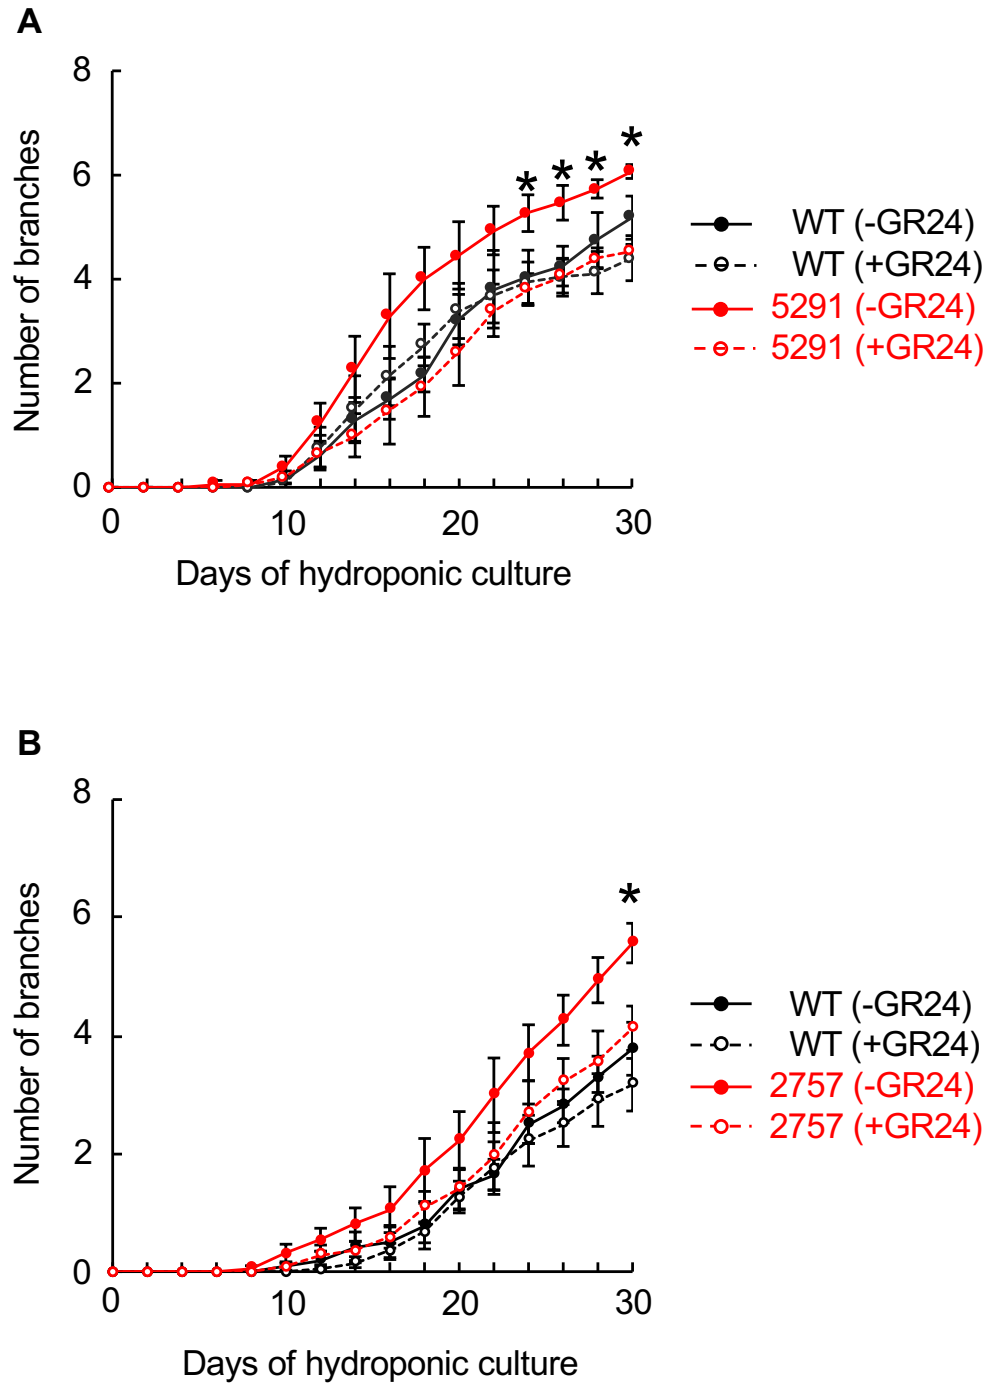 A
8
6
4
2
0
Number of branches
* * * *
0 10 20 30
Days of hydroponic culture
WT (-GR24)
WT (+GR24)
5291 (-GR24)
5291 (+GR24)
B
8
6
4
2
0
Number of branches
*
0 10 20 30
Days of hydroponic culture
WT (-GR24)
WT (+GR24)
2757 (-GR24)
2757 (+GR24)